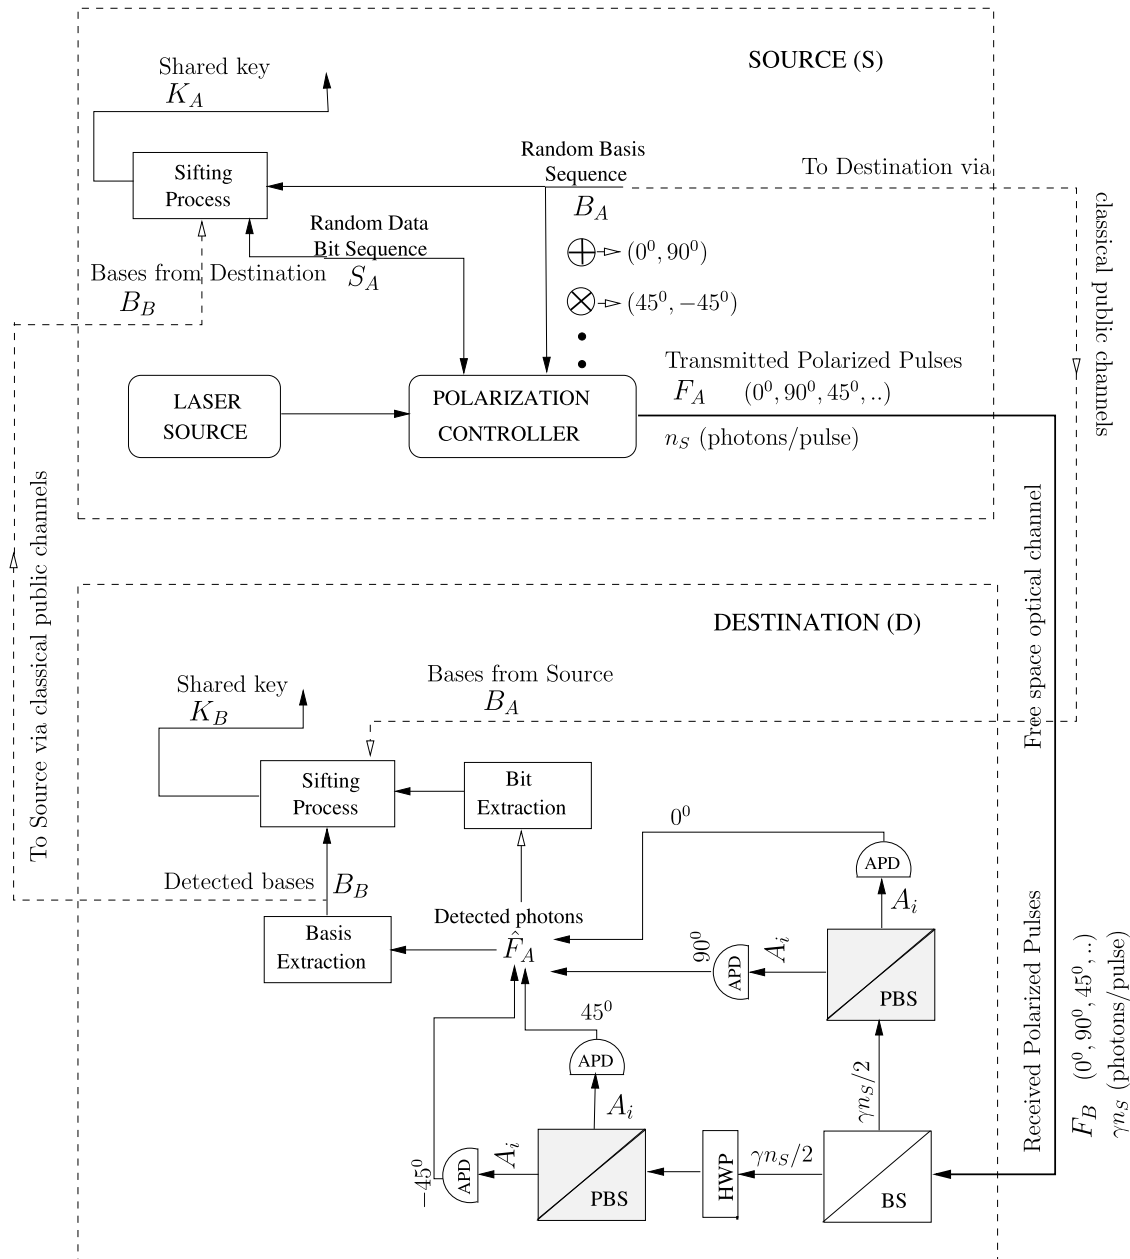 SOURCE (S)
Shared key
K_A
Sifting
Process
Random Basis
Sequence
B_A
To Destination via
classical public channels
Random Data
Bit Sequence
S_A
Bases from Destination
B_B
(0⁰, 90⁰)
(45⁰, −45⁰)
LASER
SOURCE
POLARIZATION
CONTROLLER
Transmitted Polarized Pulses
F_A (0⁰, 90⁰, 45⁰, ..)
n_S (photons/pulse)
To Source via classical public channels
Free space optical channel
DESTINATION (D)
Bases from Source
B_A
Shared key
K_B
Sifting
Process
Bit
Extraction
0⁰
APD
A_i
Detected bases
B_B
Basis
Extraction
Detected photons
F̂_A
90⁰
APD
A_i
PBS
45⁰
APD
A_i
γn_S/2
Received Polarized Pulses
F_B (0⁰, 90⁰, 45⁰, ..)
γn_S (photons/pulse)
−45⁰
APD
A_i
PBS
HWP
γn_S/2
BS